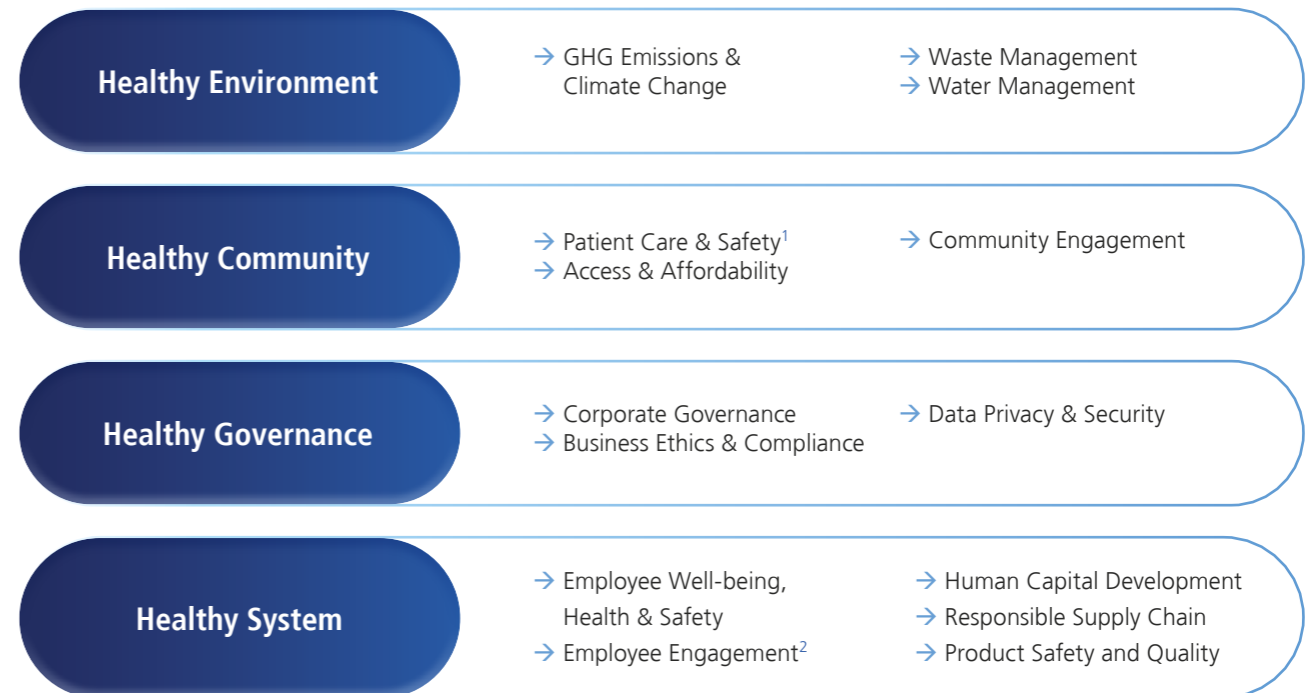 Healthy Environment
→ GHG Emissions &
Climate Change
→ Waste Management
→ Water Management
Healthy Community
→ Patient Care & Safety¹
→ Access & Affordability
→ Community Engagement
Healthy Governance
→ Corporate Governance
→ Business Ethics & Compliance
→ Data Privacy & Security
Healthy System
→ Employee Well-being,
Health & Safety
→ Employee Engagement²
→ Human Capital Development
→ Responsible Supply Chain
→ Product Safety and Quality